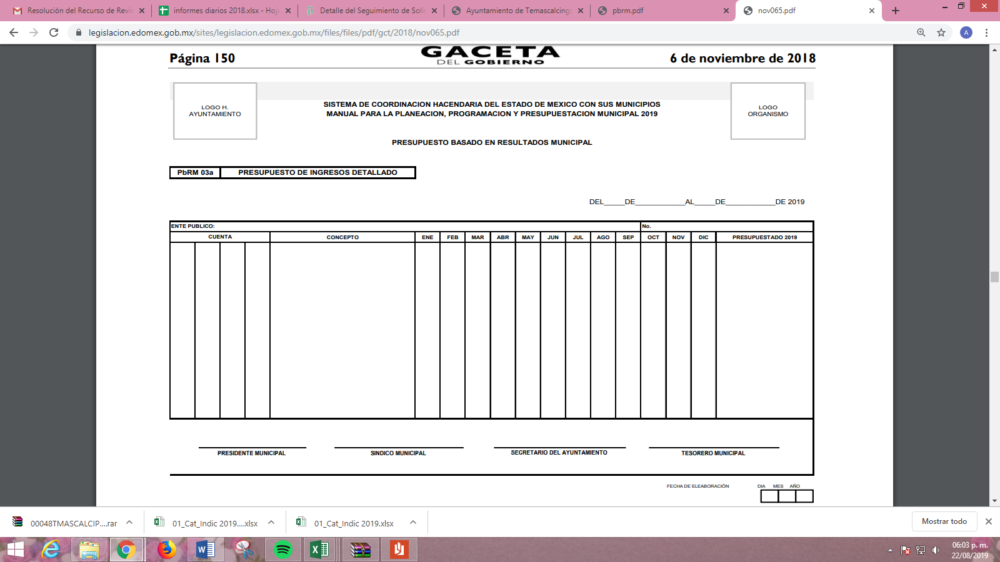 Resolución del Recurso de Revis
informes diarios 2018.xlsx - Hoja
Detalle del Seguimiento de Solic
Ayuntamiento de Temascalcingo
pbrm.pdf
nov065.pdf
legislacion.edomex.gob.mx/sites/legislacion.edomex.gob.mx/files/files/pdf/gct/2018/nov065.pdf
A
Página 150
GACETA
DEL GOBIERNO
6 de noviembre de 2018
LOGO H.
AYUNTAMIENTO
SISTEMA DE COORDINACION HACENDARIA DEL ESTADO DE MEXICO CON SUS MUNICIPIOS
MANUAL PARA LA PLANEACION, PROGRAMACION Y PRESUPUESTACION MUNICIPAL 2019
LOGO
ORGANISMO
PRESUPUESTO BASADO EN RESULTADOS MUNICIPAL
PbRM 03a PRESUPUESTO DE INGRESOS DETALLADO
DEL_____DE____________AL_____DE____________DE 2019
ENTE PUBLICO: No.
CUENTA CONCEPTO ENE FEB MAR ABR MAY JUN JUL AGO SEP OCT NOV DIC PRESUPUESTADO 2019
PRESIDENTE MUNICIPAL SINDICO MUNICIPAL SECRETARIO DEL AYUNTAMIENTO TESORERO MUNICIPAL
FECHA DE ELEABORACIÓN DIA MES AÑO
00048TMASCALCIP....rar
01_Cat_Indic 2019....xlsx
01_Cat_Indic 2019.xlsx
Mostrar todo
06:03 p. m.
22/08/2019